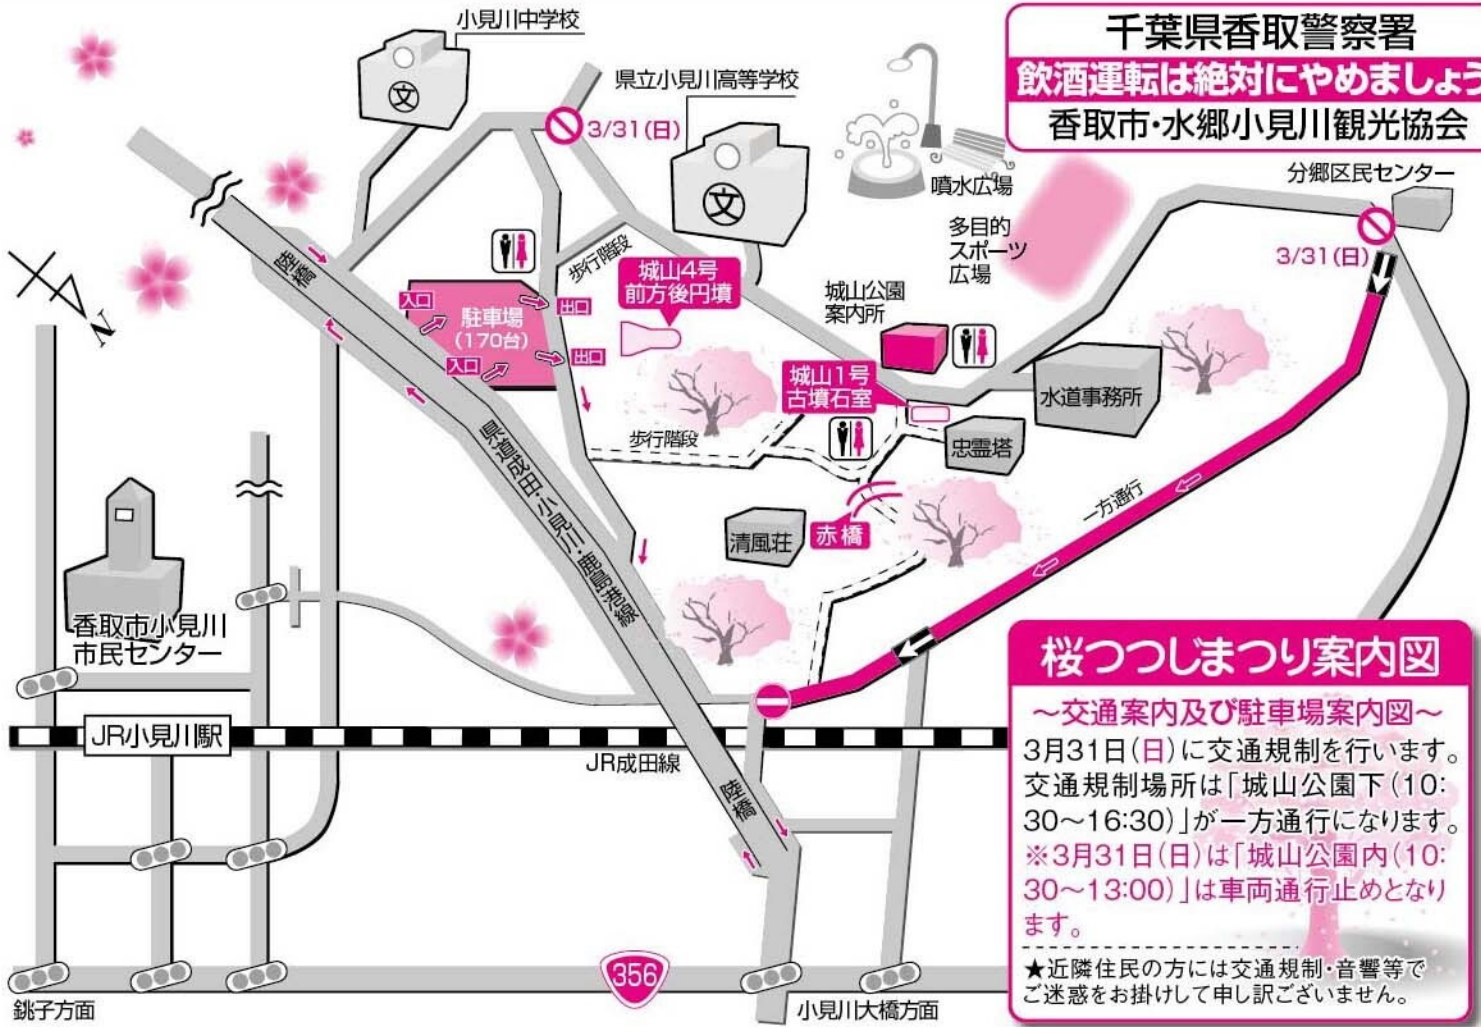 小見川中学校
千葉県香取警察署
飲酒運転は絶対にやめましょう
香取市・水郷小見川観光協会
県立小見川高等学校
文
3/31(日)
文
噴水広場
分郷区民センター
多目的
スポーツ
広場
3/31(日)
陸橋
歩行階段
城山4号
前方後円墳
城山公園
案内所
入口
駐車場
(170台)
出口
入口
出口
N
城山1号
古墳石室
水道事務所
歩行階段
忠霊塔
県道成田・小見川・鹿島港線
一方通行
清風荘
赤橋
香取市小見川
市民センター
JR小見川駅
JR成田線
陸橋
桜つつじまつり案内図
～交通案内及び駐車場案内図～
3月31日(日)に交通規制を行います。
交通規制場所は「城山公園下(10:
30～16:30)」が一方通行になります。
※3月31日(日)は「城山公園内(10:
30～13:00)」は車両通行止めとなり
ます。
★近隣住民の方には交通規制・音響等で
ご迷惑をお掛けして申し訳ございません。
356
銚子方面
小見川大橋方面